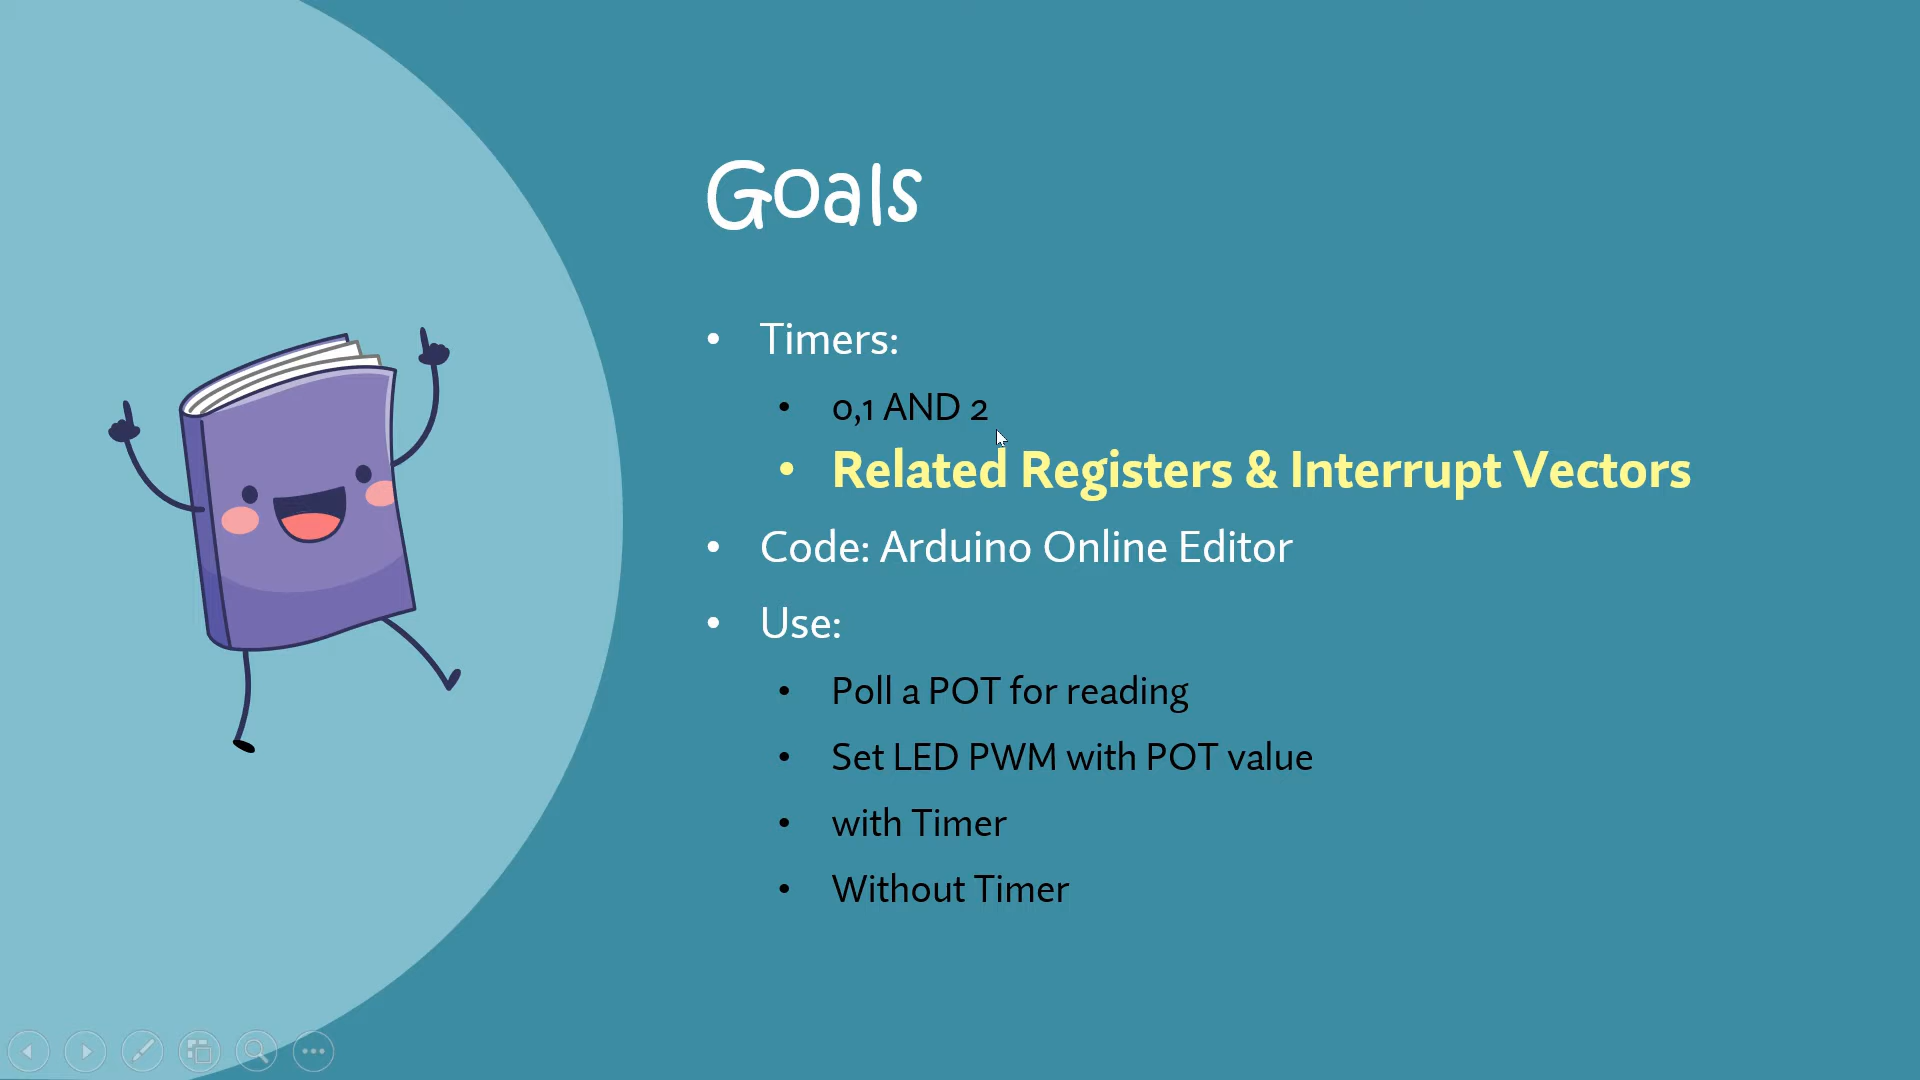 Goals
• Timers:
• 0,1 AND 2
• Related Registers & Interrupt Vectors
• Code: Arduino Online Editor
• Use:
• Poll a POT for reading
• Set LED PWM with POT value
• with Timer
• Without Timer